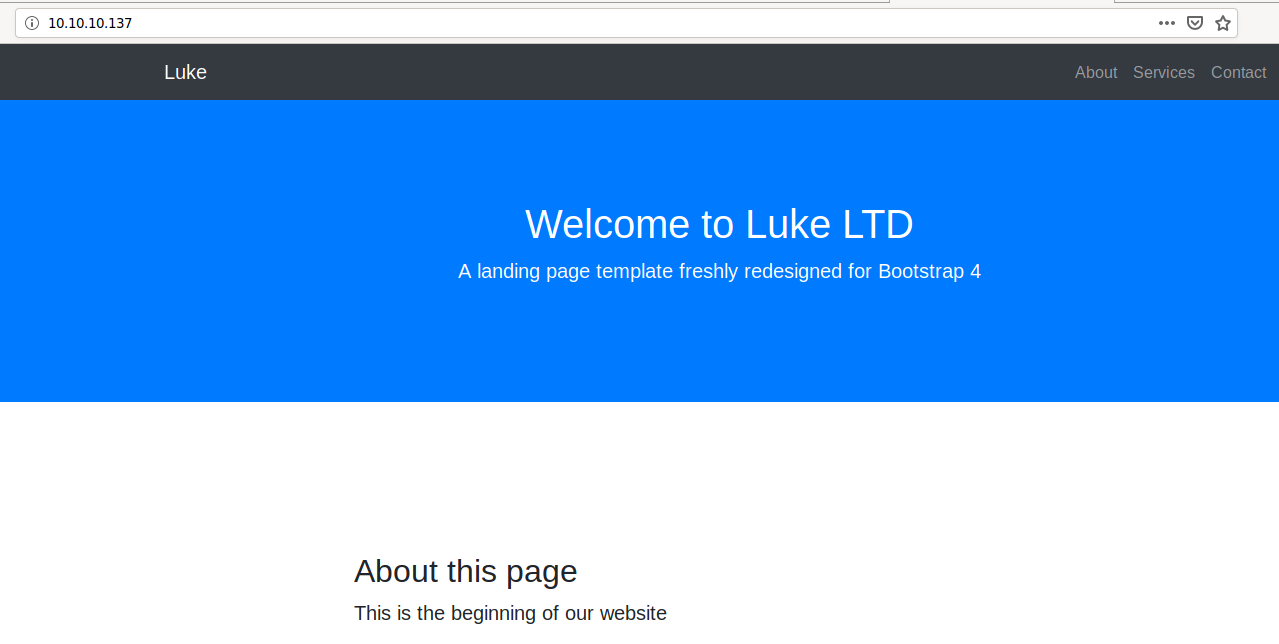 10.10.10.137
Luke
About Services Contact
Welcome to Luke LTD
A landing page template freshly redesigned for Bootstrap 4
About this page
This is the beginning of our website